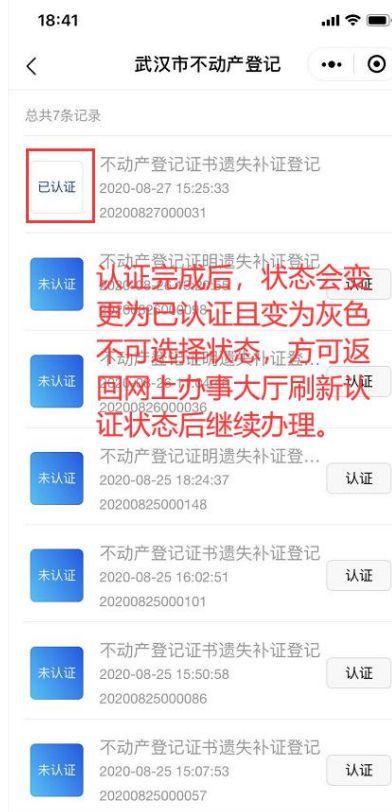 18:41
武汉市不动产登记
总共7条记录
已认证
不动产登记证书遗失补证登记
2020-08-27 15:25:33
20200827000031
不动产登记证明遗失补证登记
未认证
认证完成后，状态会变
认证
更为已认证且变为灰色
不可选择状态，方可返
未认证
认证
回网上办事大厅刷新认
20200826000036
证状态后继续办理。
不动产登记证明遗失补证登...
未认证
2020-08-25 18:24:37
认证
20200825000148
不动产登记证书遗失补证登记
未认证
2020-08-25 16:02:51
认证
20200825000101
不动产登记证书遗失补证登记
未认证
2020-08-25 15:50:58
认证
20200825000086
不动产登记证书遗失补证登记
未认证
2020-08-25 15:07:53
认证
20200825000057